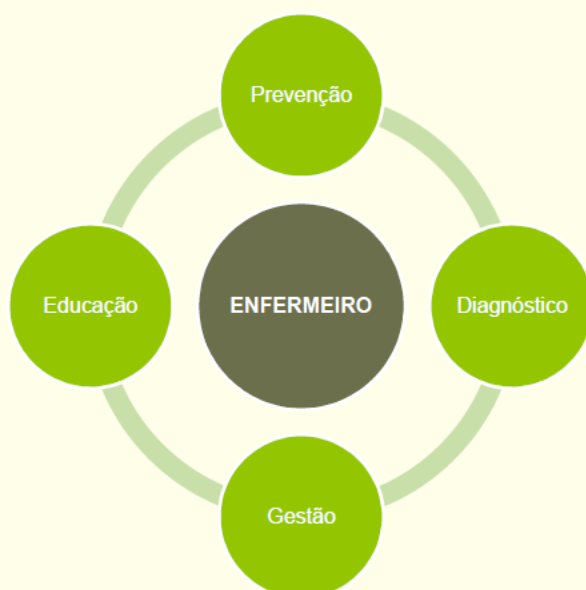 Prevenção
Educação
ENFERMEIRO
Diagnóstico
Gestão